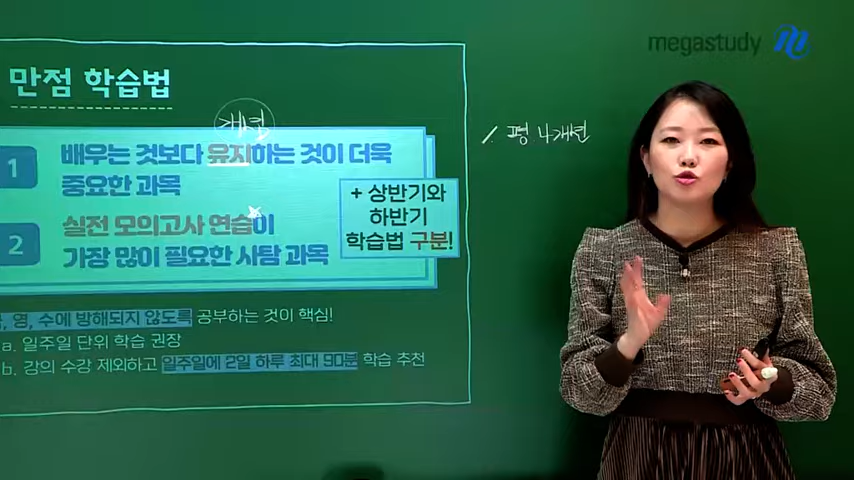 megastudy
만점 학습법
개념
1
배우는 것보다 유지하는 것이 더욱
중요한 과목
2
실전 모의고사 연습이
가장 많이 필요한 사탐 과목
+ 상반기와
하반기
학습법 구분!
영, 수에 방해되지 않도록 공부하는 것이 핵심!
a. 일주일 단위 학습 권장
b. 강의 수강 제외하고 일주일에 2일 하루 최대 90분 학습 추천